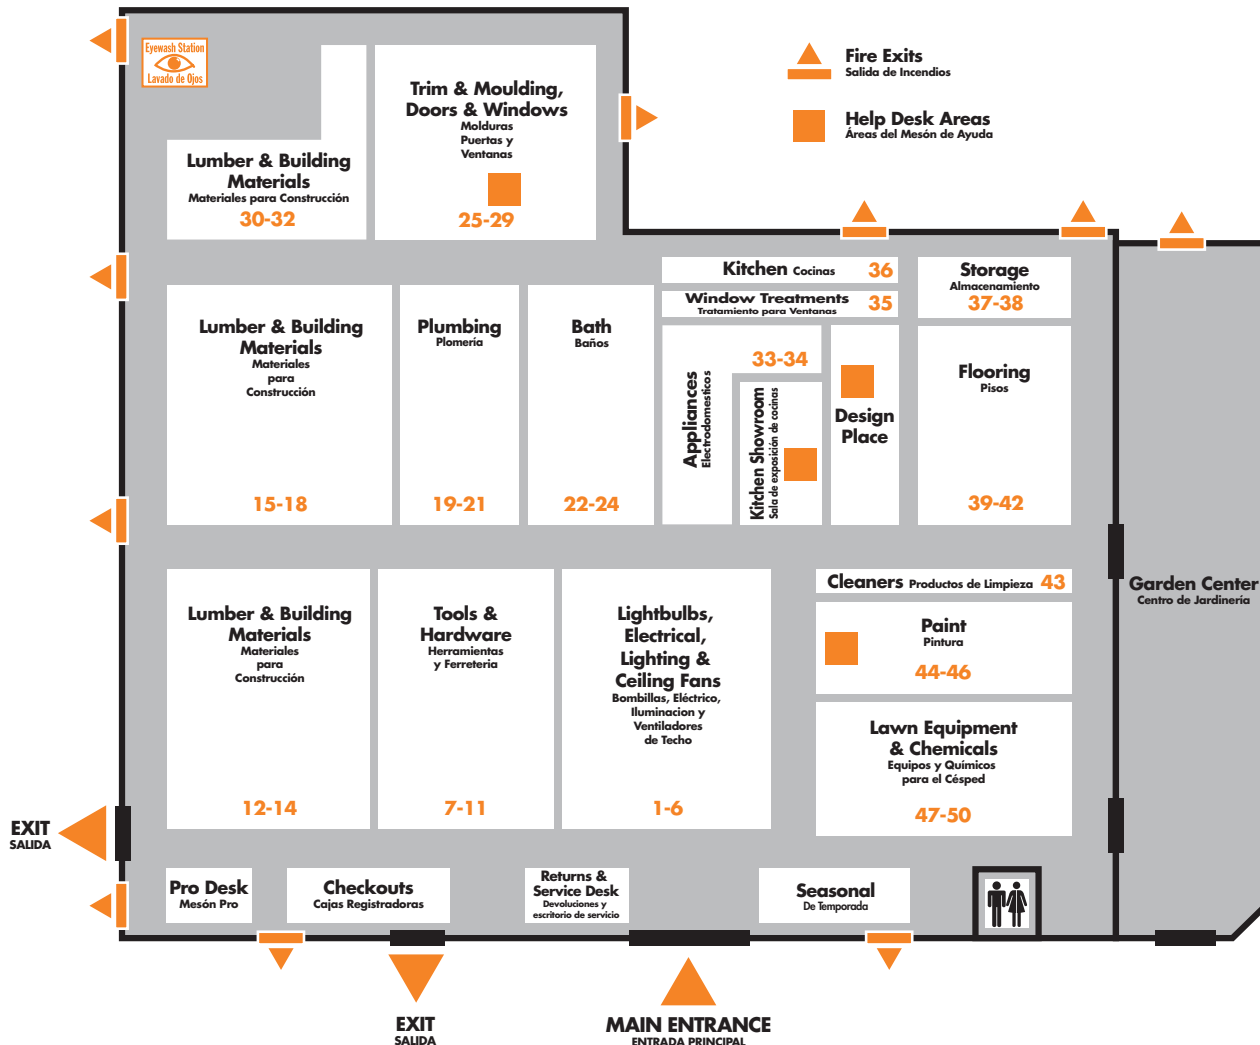 Eyewash Station
Lavado de Ojos
Fire Exits
Salida de Incendios
Help Desk Areas
Áreas del Mesón de Ayuda
Trim & Moulding,
Doors & Windows
Molduras
Puertas y
Ventanas
25-29
Lumber & Building
Materials
Materiales para Construcción
30-32
Kitchen Cocinas 36
Window Treatments 35
Tratamiento para Ventanas
Storage
Almacenamiento
37-38
Lumber & Building
Materials
Materiales
para
Construcción
15-18
Plumbing
Plomería
19-21
Bath
Baños
22-24
33-34
Appliances
Electrodomesticos
Kitchen Showroom
Sala de exposición de cocinas
Design
Place
Flooring
Pisos
39-42
Lumber & Building
Materials
Materiales
para
Construcción
12-14
Tools &
Hardware
Herramientas
y Ferreteria
7-11
Lightbulbs,
Electrical,
Lighting &
Ceiling Fans
Bombillas, Eléctrico,
Iluminacion y
Ventiladores
de Techo
1-6
Cleaners Productos de Limpieza 43
Paint
Pintura
44-46
Lawn Equipment
& Chemicals
Equipos y Químicos
para el Césped
47-50
Garden Center
Centro de Jardinería
EXIT
SALIDA
Pro Desk
Mesón Pro
Checkouts
Cajas Registradoras
Returns &
Service Desk
Devoluciones y
escritorio de servicio
Seasonal
De Temporada
EXIT
SALIDA
MAIN ENTRANCE
ENTRADA PRINCIPAL